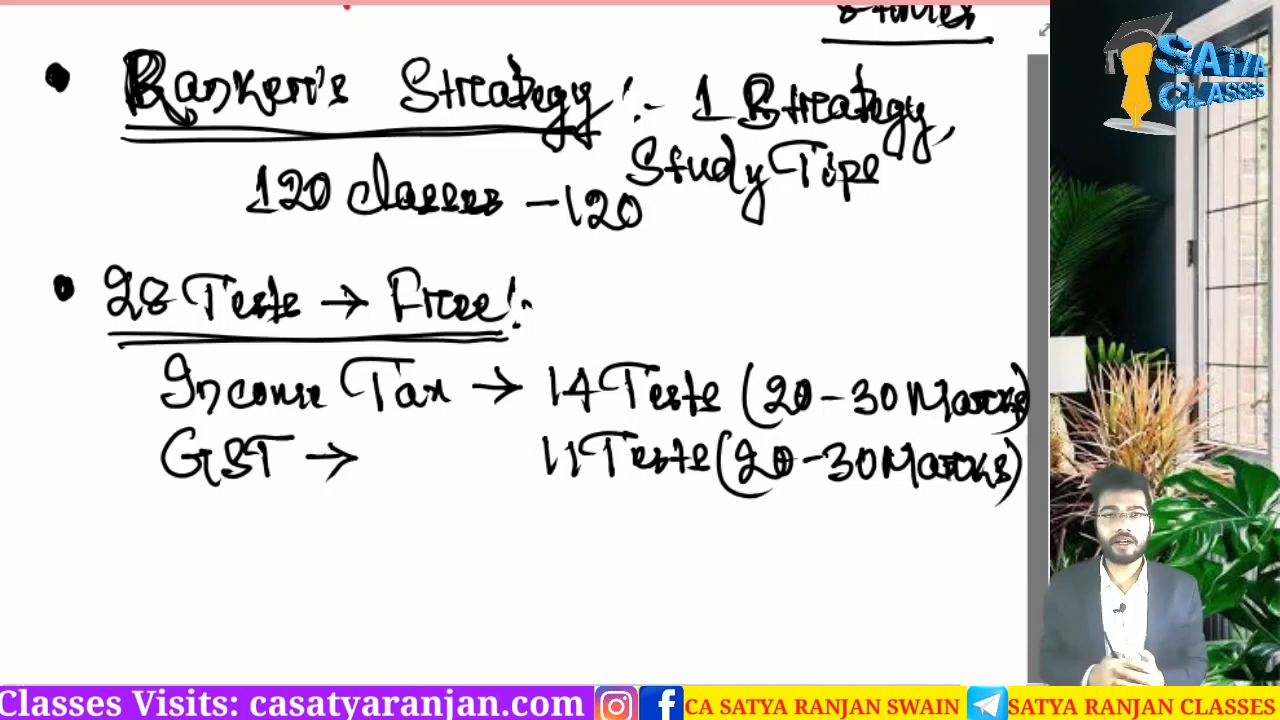 • Ranker's Strategy :- 1 Strategy,
Study Tips
120 classes - 120
• 28 Tests → Free :-
Income Tax → 14 Tests (20-30 Marks)
GST → 11 Tests (20-30 Marks)
SATYA
CLASSES
Classes Visits: casatyaranjan.com
CA SATYA RANJAN SWAIN
SATYA RANJAN CLASSES